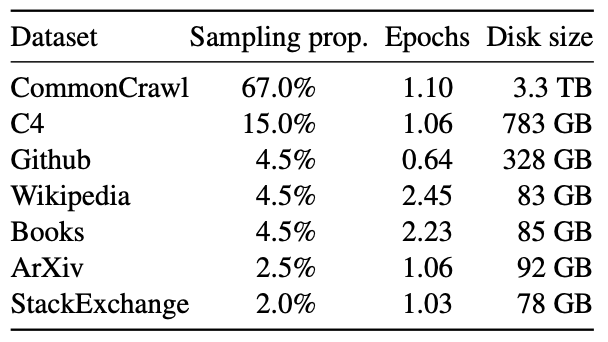 Dataset Sampling prop. Epochs Disk size
CommonCrawl 67.0% 1.10 3.3 TB
C4 15.0% 1.06 783 GB
Github 4.5% 0.64 328 GB
Wikipedia 4.5% 2.45 83 GB
Books 4.5% 2.23 85 GB
ArXiv 2.5% 1.06 92 GB
StackExchange 2.0% 1.03 78 GB